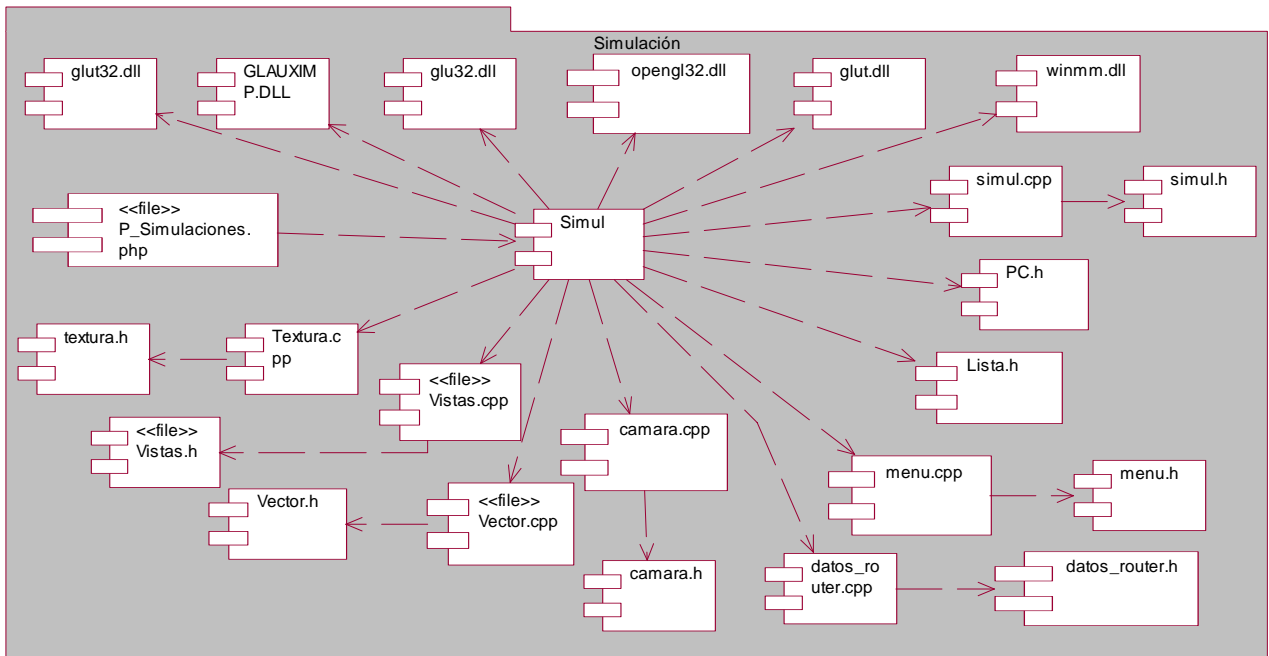 Simulación
glut32.dll
GLAUXIM
P.DLL
glu32.dll
opengl32.dll
glut.dll
winmm.dll
simul.cpp
simul.h
<<file>>
P_Simulaciones.
php
Simul
PC.h
textura.h
Textura.c
pp
<<file>>
Vistas.cpp
Lista.h
<<file>>
Vistas.h
camara.cpp
menu.cpp
menu.h
Vector.h
<<file>>
Vector.cpp
camara.h
datos_ro
uter.cpp
datos_router.h